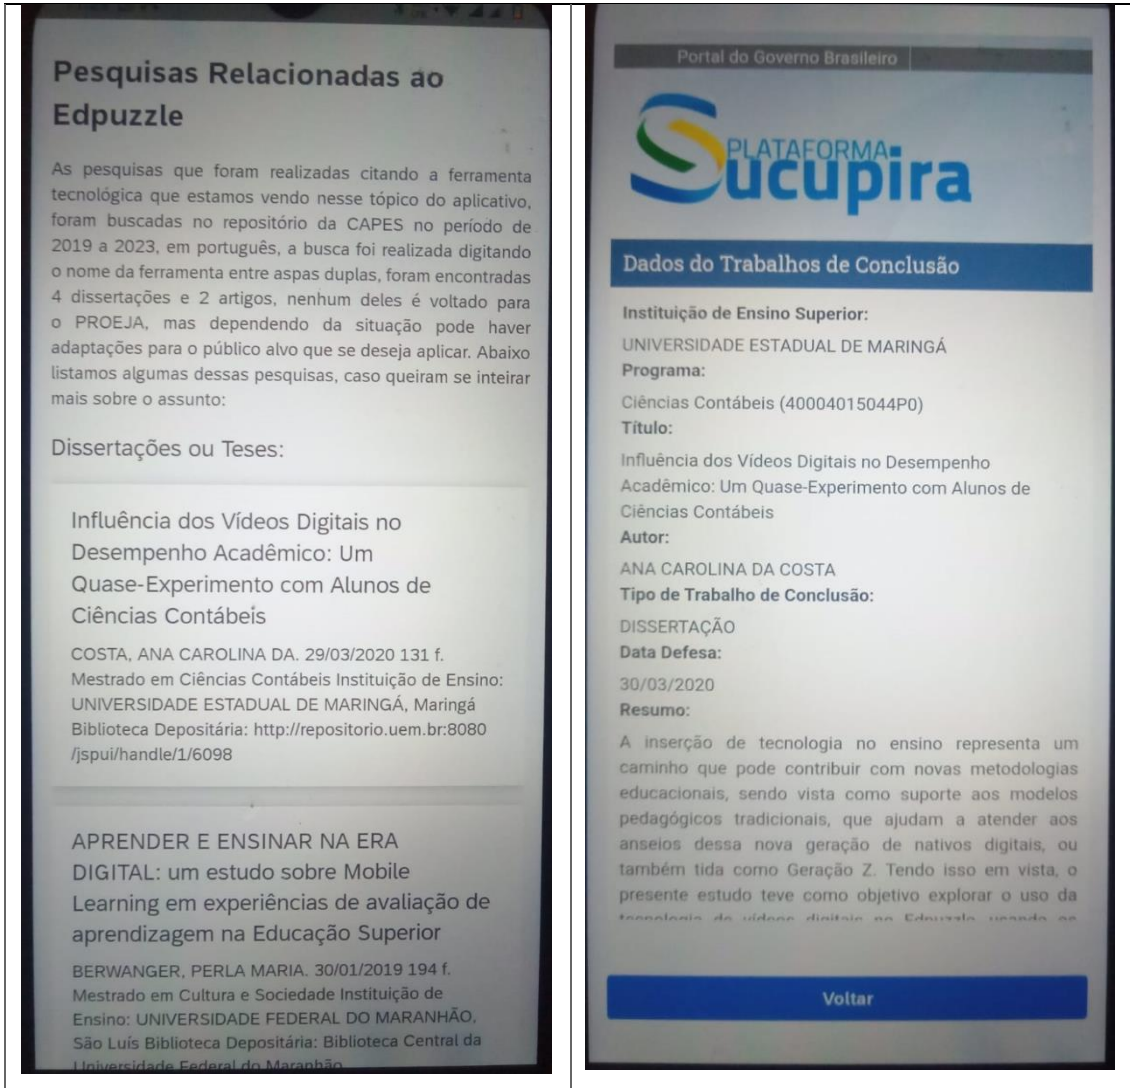 Pesquisas Relacionadas ao
Edpuzzle
As pesquisas que foram realizadas citando a ferramenta
tecnológica que estamos vendo nesse tópico do aplicativo,
foram buscadas no repositório da CAPES no período de
2019 a 2023, em português, a busca foi realizada digitando
o nome da ferramenta entre aspas duplas, foram encontradas
4 dissertações e 2 artigos, nenhum deles é voltado para
o PROEJA, mas dependendo da situação pode haver
adaptações para o público alvo que se deseja aplicar. Abaixo
listamos algumas dessas pesquisas, caso queiram se inteirar
mais sobre o assunto:
Dissertações ou Teses:
Influência dos Vídeos Digitais no
Desempenho Acadêmico: Um
Quase-Experimento com Alunos de
Ciências Contábeis
COSTA, ANA CAROLINA DA. 29/03/2020 131 f.
Mestrado em Ciências Contábeis Instituição de Ensino:
UNIVERSIDADE ESTADUAL DE MARINGÁ, Maringá
Biblioteca Depositária: http://repositorio.uem.br:8080
/jspui/handle/1/6098
APRENDER E ENSINAR NA ERA
DIGITAL: um estudo sobre Mobile
Learning em experiências de avaliação de
aprendizagem na Educação Superior
BERWANGER, PERLA MARIA. 30/01/2019 194 f.
Mestrado em Cultura e Sociedade Instituição de
Ensino: UNIVERSIDADE FEDERAL DO MARANHÃO,
São Luís Biblioteca Depositária: Biblioteca Central da
Universidade Federal do Maranhão
Portal do Governo Brasileiro
PLATAFORMA
Sucupira
Dados do Trabalhos de Conclusão
Instituição de Ensino Superior:
UNIVERSIDADE ESTADUAL DE MARINGÁ
Programa:
Ciências Contábeis (40004015044P0)
Título:
Influência dos Vídeos Digitais no Desempenho
Acadêmico: Um Quase-Experimento com Alunos de
Ciências Contábeis
Autor:
ANA CAROLINA DA COSTA
Tipo de Trabalho de Conclusão:
DISSERTAÇÃO
Data Defesa:
30/03/2020
Resumo:
A inserção de tecnologia no ensino representa um
caminho que pode contribuir com novas metodologias
educacionais, sendo vista como suporte aos modelos
pedagógicos tradicionais, que ajudam a atender aos
anseios dessa nova geração de nativos digitais, ou
também tida como Geração Z. Tendo isso em vista, o
presente estudo teve como objetivo explorar o uso da
tecnologia de vídeos digitais no Edpuzzle usando
Voltar